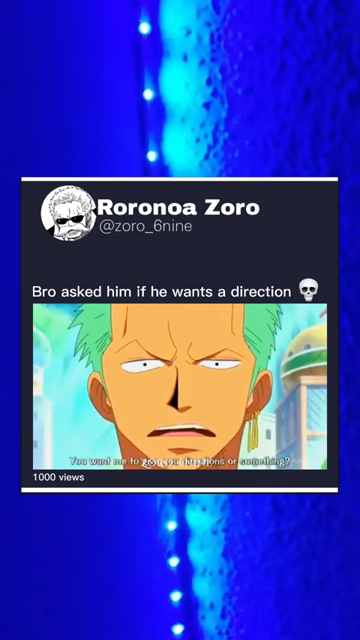 Roronoa Zoro
@zoro_6nine
Bro asked him if he wants a direction 💀
You want me to give you directions or something?
1000 views